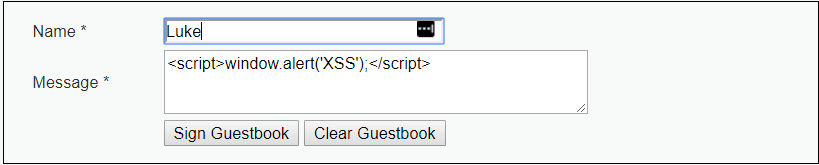 Name * Luke
Message * <script>window.alert('XSS');</script>
Sign Guestbook Clear Guestbook